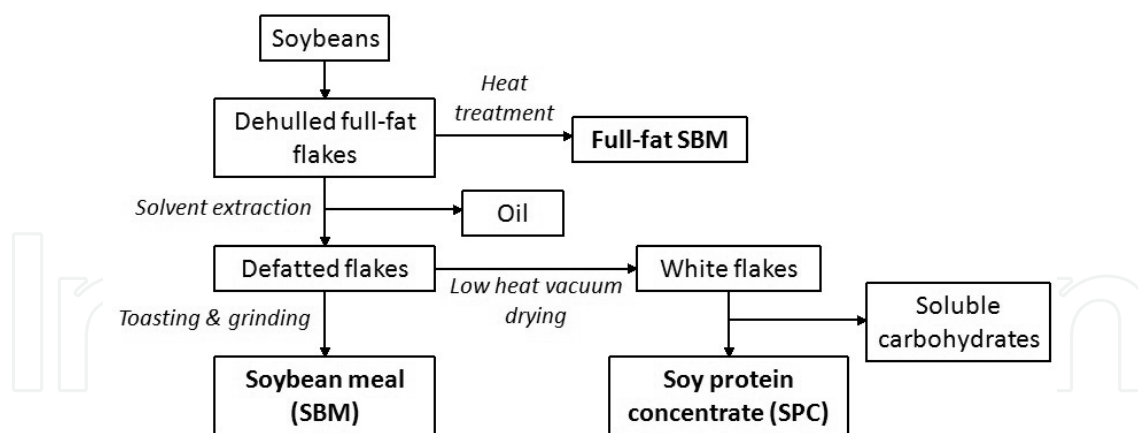 Soybeans
Heat
treatment
Dehulled full-fat
flakes
Full-fat SBM
Solvent extraction
Oil
Defatted flakes
Low heat vacuum
drying
White flakes
Toasting & grinding
Soluble
carbohydrates
Soybean meal
(SBM)
Soy protein
concentrate (SPC)